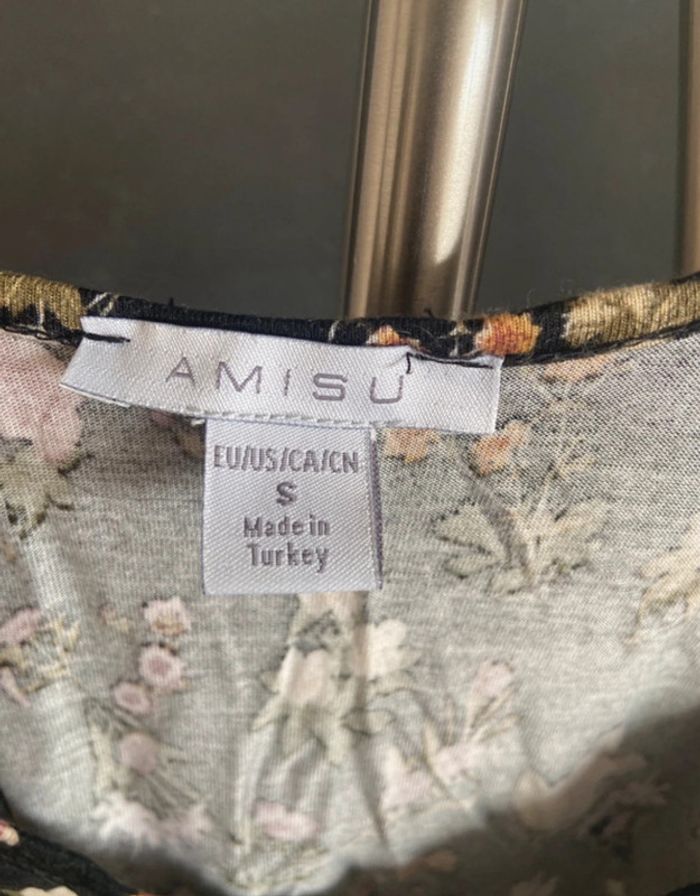 AMISU
EU/US/CA/CN
S
Made in
Turkey